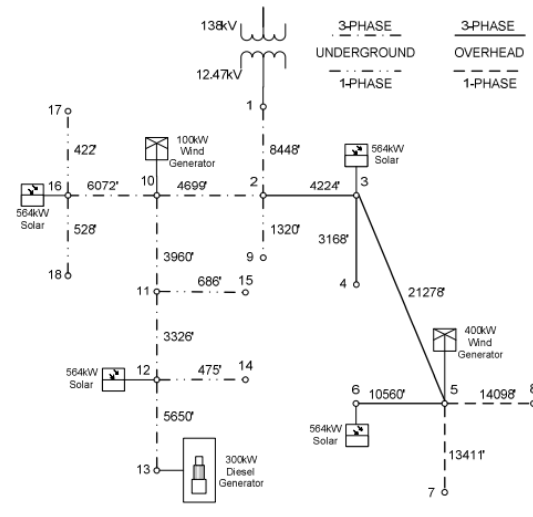 138kV
12.47kV
3-PHASE
UNDERGROUND
1-PHASE
3-PHASE
OVERHEAD
1-PHASE
1
17
100kW
Wind
Generator
8448'
564kW
Solar
422'
16
6072'
10
4699'
2
4224'
3
564kW
Solar
528'
3960'
1320'
3168'
18
9
686'
15
4
11
21278'
3326'
400kW
Wind
Generator
564kW
Solar
12
475'
14
6
10560'
5
14098'
8
5650'
564kW
Solar
13411'
13
300kW
Diesel
Generator
7